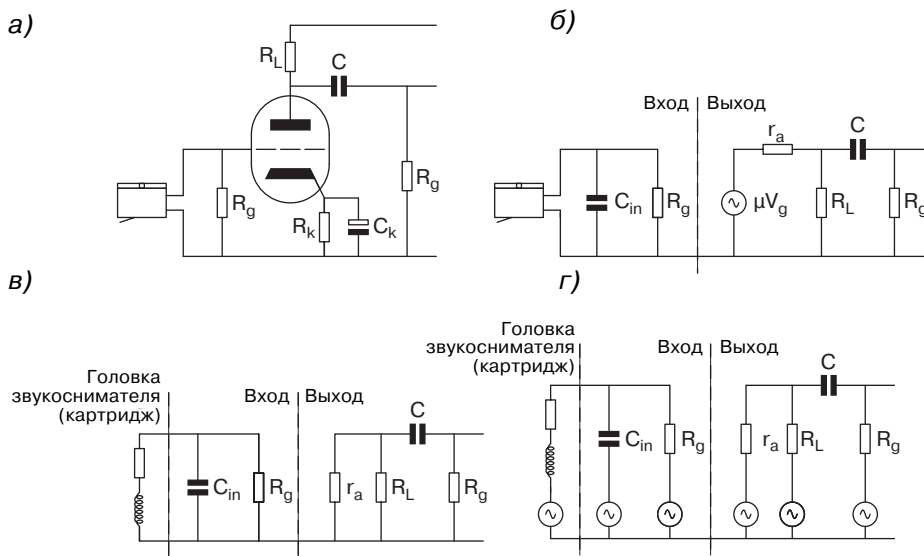 а)
R_L
C
R_g
R_k
C_k
R_g
б)
Вход
Выход
r_a
C
C_in
R_g
μV_g
R_L
R_g
в)
Головка
звукоснимателя
(картридж)
Вход
Выход
C
C_in
R_g
r_a
R_L
R_g
г)
Головка
звукоснимателя
(картридж)
Вход
Выход
C
C_in
R_g
r_a
R_L
R_g